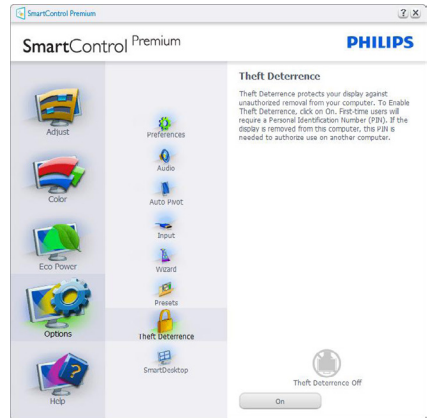 SmartControl Premium
? X
SmartControl Premium
PHILIPS
Adjust
Color
Eco Power
Options
Help
Preferences
Audio
Auto Pivot
Input
Wizard
Presets
Theft Deterrence
SmartDesktop
Theft Deterrence
Theft Deterrence protects your display against
unauthorized removal from your computer. To Enable
Theft Deterrence, click on On. First-time users will
require a Personal Identification Number (PIN). If the
display is removed from this computer, this PIN is
needed to authorize use on another computer.
Theft Deterrence Off
On